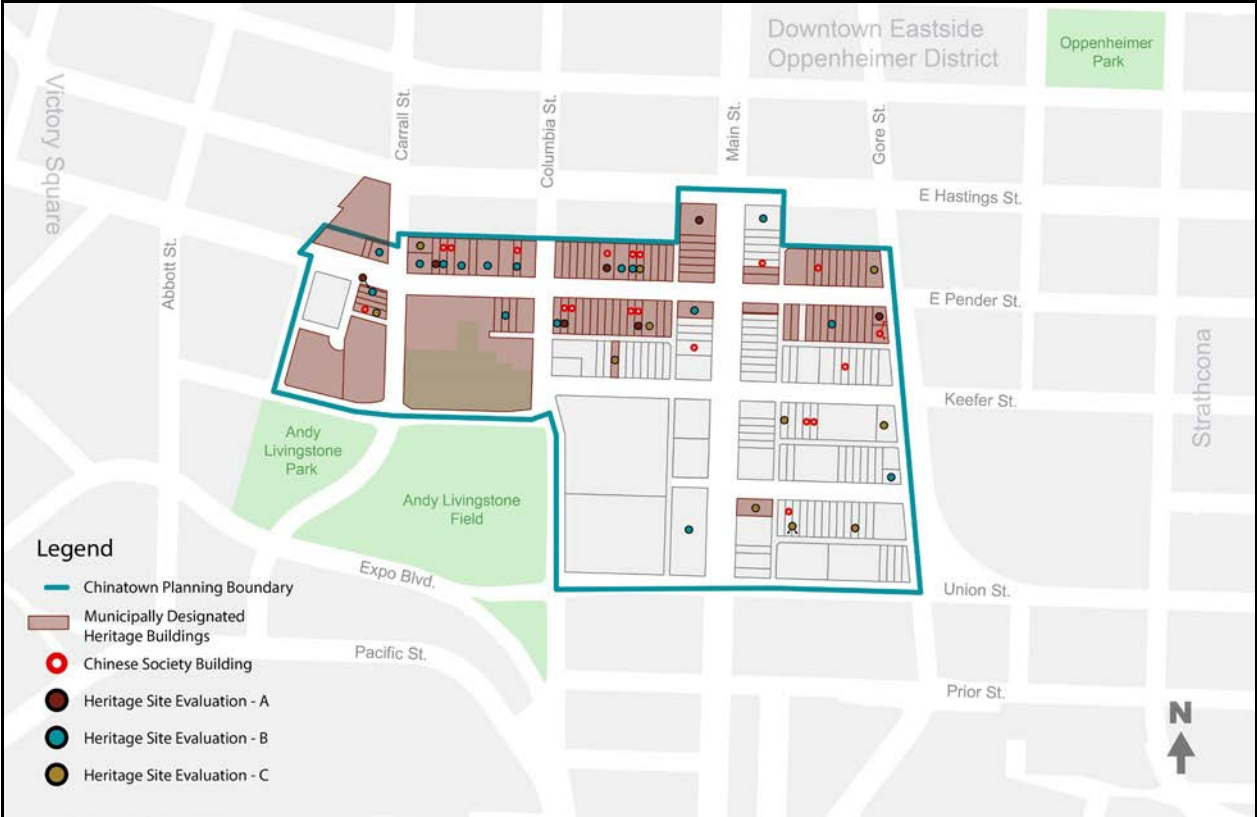 Downtown Eastside
Oppenheimer District
Oppenheimer
Park
Victory Square
Carrall St.
Columbia St.
Main St.
Gore St.
E Hastings St.
Abbott St.
E Pender St.
Keefer St.
Strathcona
Andy
Livingstone
Park
Andy Livingstone
Field
Legend
Chinatown Planning Boundary
Municipally Designated
Heritage Buildings
Chinese Society Building
Heritage Site Evaluation - A
Heritage Site Evaluation - B
Heritage Site Evaluation - C
Expo Blvd.
Union St.
Pacific St.
Prior St.
N